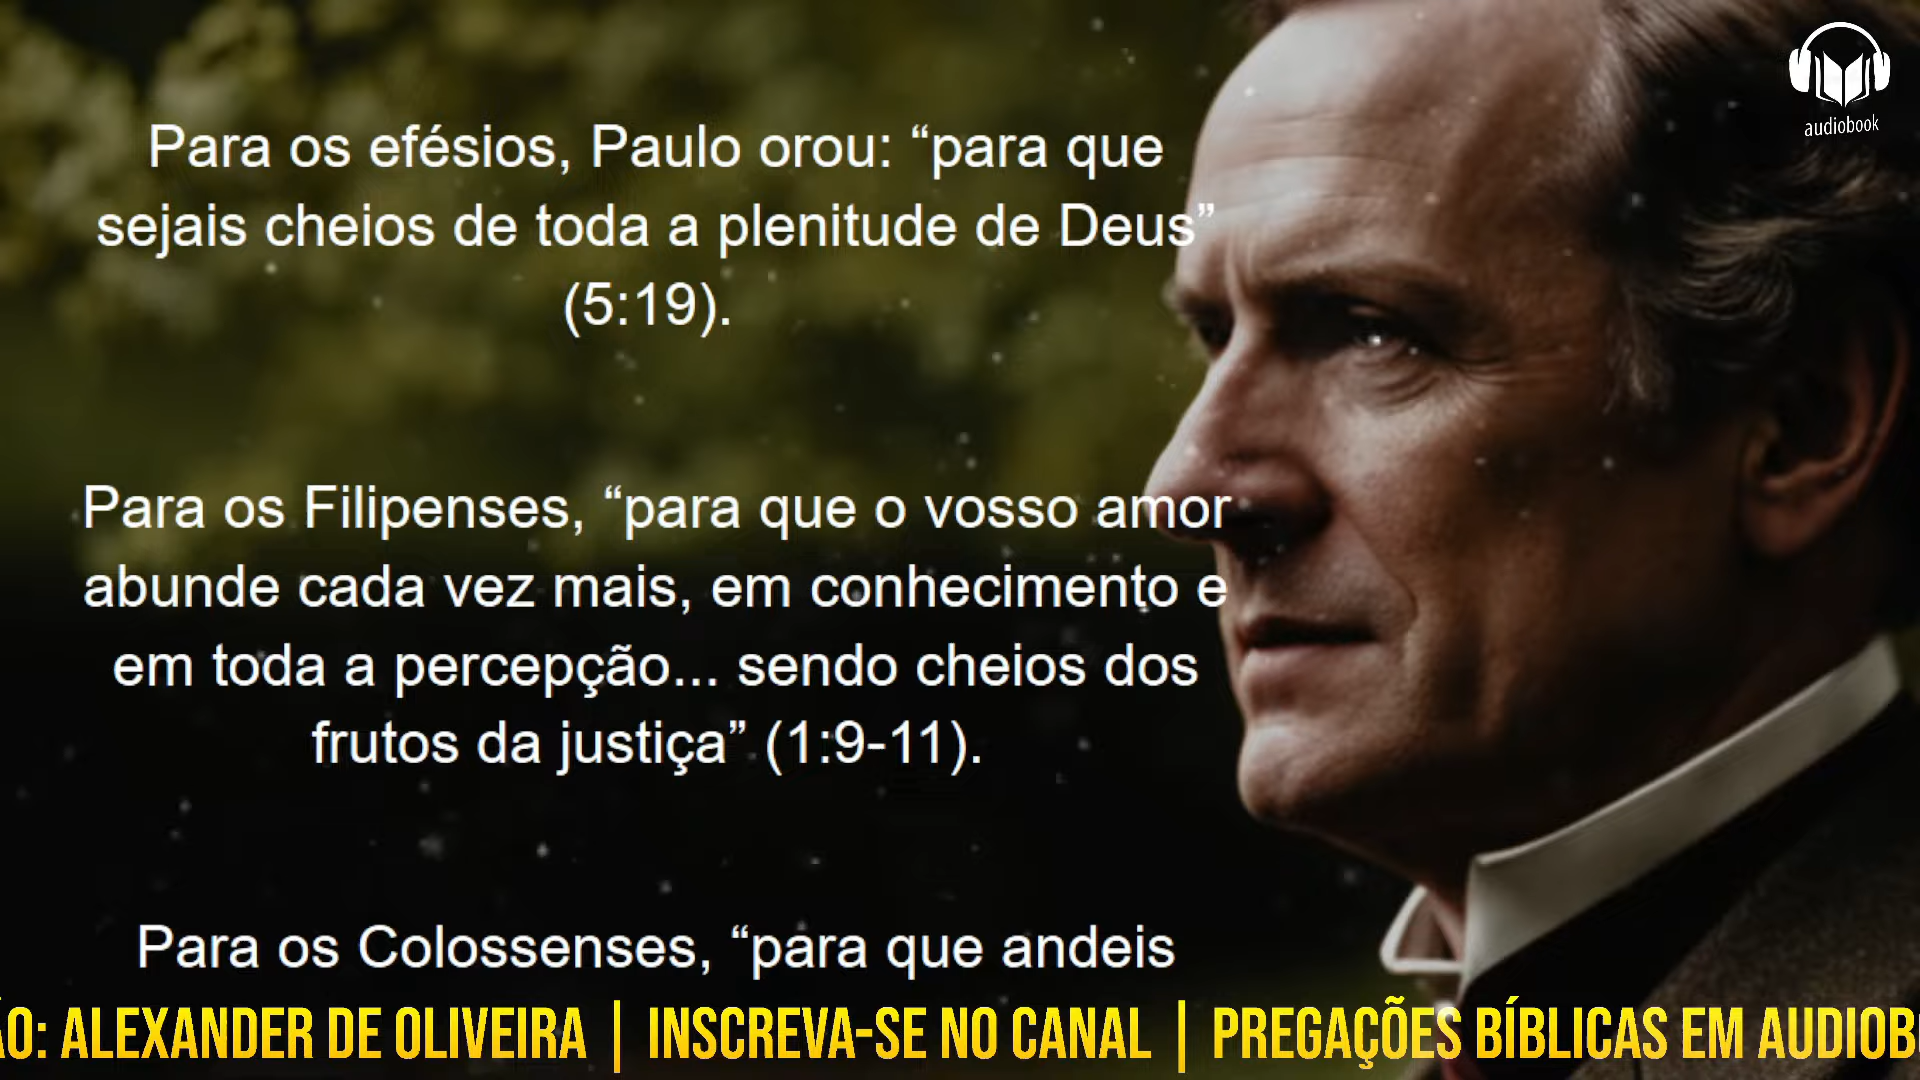 audiobook
Para os efésios, Paulo orou: “para que
sejais cheios de toda a plenitude de Deus”
(5:19).
Para os Filipenses, “para que o vosso amor
abunde cada vez mais, em conhecimento e
em toda a percepção... sendo cheios dos
frutos da justiça” (1:9-11).
Para os Colossenses, “para que andeis
ÃO: ALEXANDER DE OLIVEIRA | INSCREVA-SE NO CANAL | PREGAÇÕES BÍBLICAS EM AUDIOB